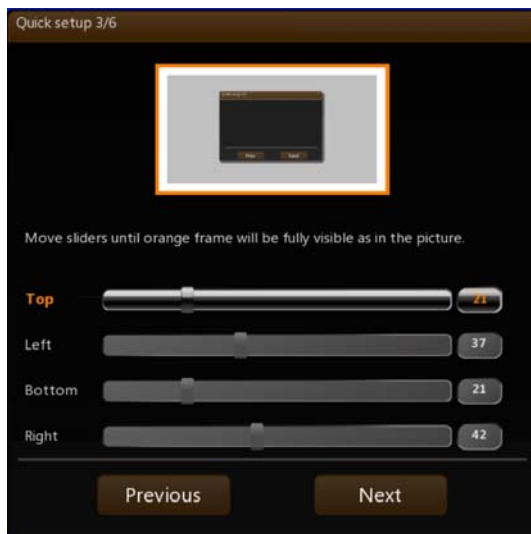 Quick setup 3/6
Move sliders until orange frame will be fully visible as in the picture.
Top 21
Left 37
Bottom 21
Right 42
Previous Next